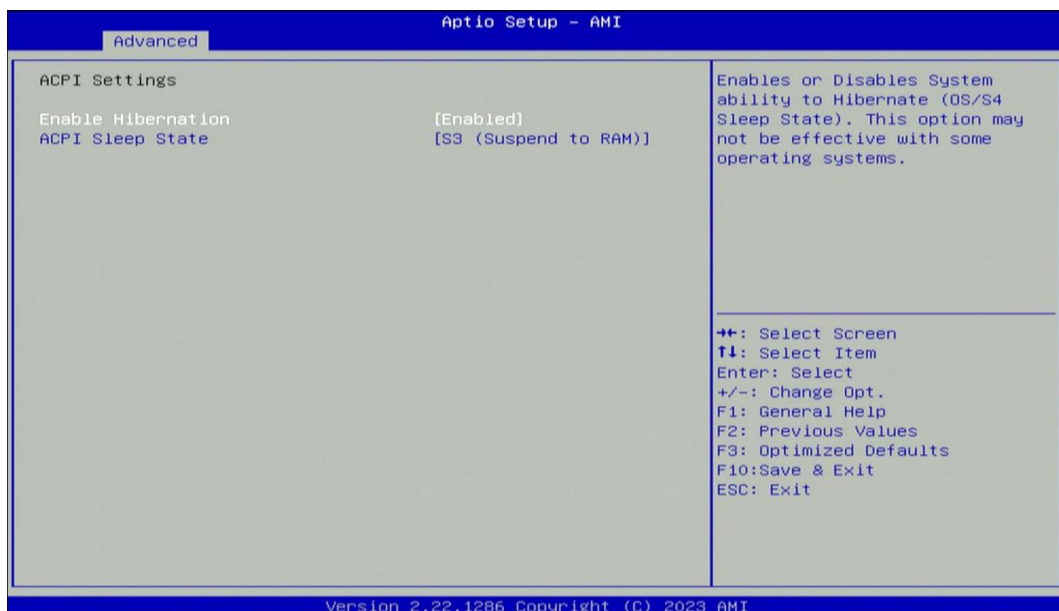 Aptio Setup – AMI
Advanced
ACPI Settings
Enable Hibernation [Enabled]
ACPI Sleep State [S3 (Suspend to RAM)]
Enables or Disables System
ability to Hibernate (OS/S4
Sleep State). This option may
not be effective with some
operating systems.
→←: Select Screen
↑↓: Select Item
Enter: Select
+/-: Change Opt.
F1: General Help
F2: Previous Values
F3: Optimized Defaults
F10:Save & Exit
ESC: Exit
Version 2.22.1286 Copyright (C) 2023 AMI